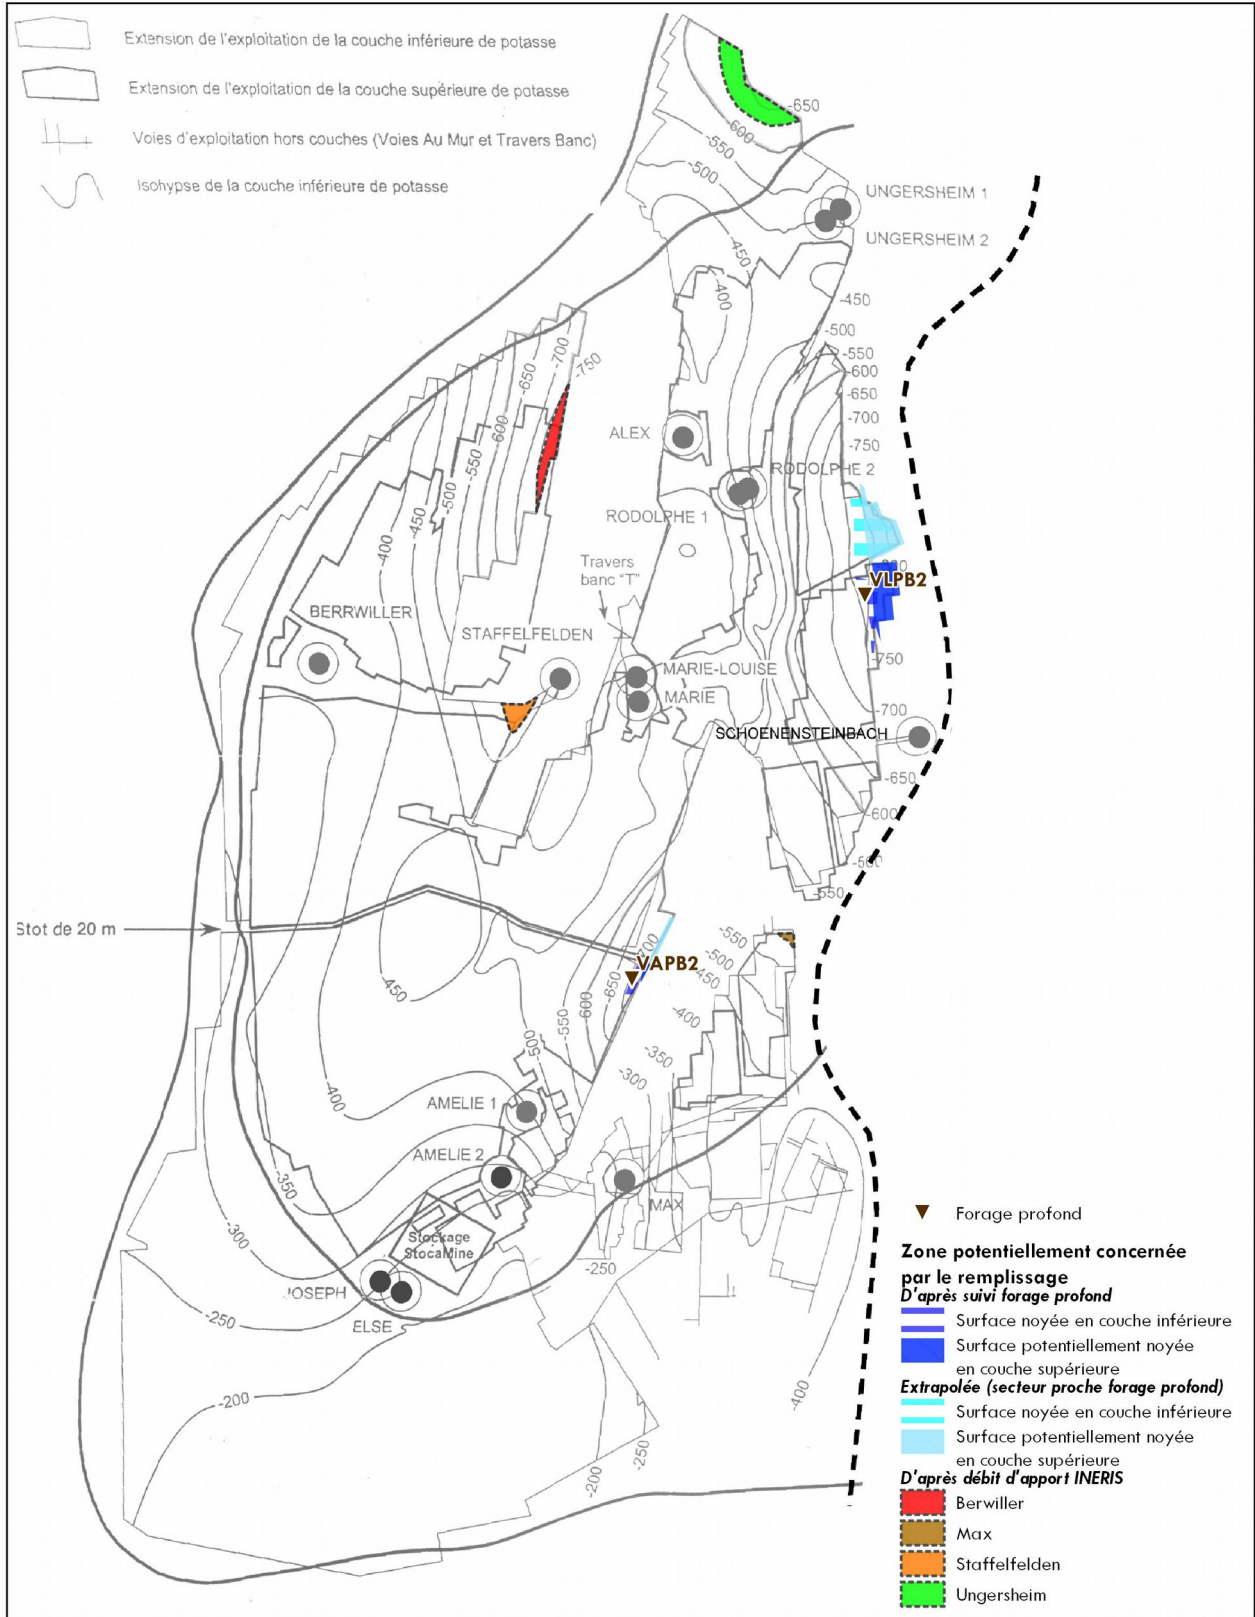 Extension de l'exploitation de la couche inférieure de potasse
Extension de l'exploitation de la couche supérieure de potasse
Voies d'exploitation hors couches (Voies Au Mur et Travers Banc)
Isohypse de la couche inférieure de potasse
-650
-600
-550
-500
UNGERSHEIM 1
UNGERSHEIM 2
-450
-400
-450
-500
-550
-600
-650
-700
-750
-750
-700
-650
-600
-550
-500
-450
-400
ALEX
RODOLPHE 2
RODOLPHE 1
Travers
banc "T"
VLPB2
BERRWILLER
STAFFELFELDEN
MARIE-LOUISE
MARIE
-750
-700
SCHOENENSTEINBACH
-650
-600
-550
Stot de 20 m
-550
-500
450
-400
-350
-300
700
VAPB2
-650
600
-550
500
450
-400
AMELIE 1
AMELIE 2
-350
-300
MAX
Stockage
StocaMine
JOSEPH
ELSE
-250
-250
-200
-400
-250
-200
Forage profond
Zone potentiellement concernée
par le remplissage
D'après suivi forage profond
Surface noyée en couche inférieure
Surface potentiellement noyée
en couche supérieure
Extrapolée (secteur proche forage profond)
Surface noyée en couche inférieure
Surface potentiellement noyée
en couche supérieure
D'après débit d'apport INERIS
Berwiller
Max
Staffelfelden
Ungersheim